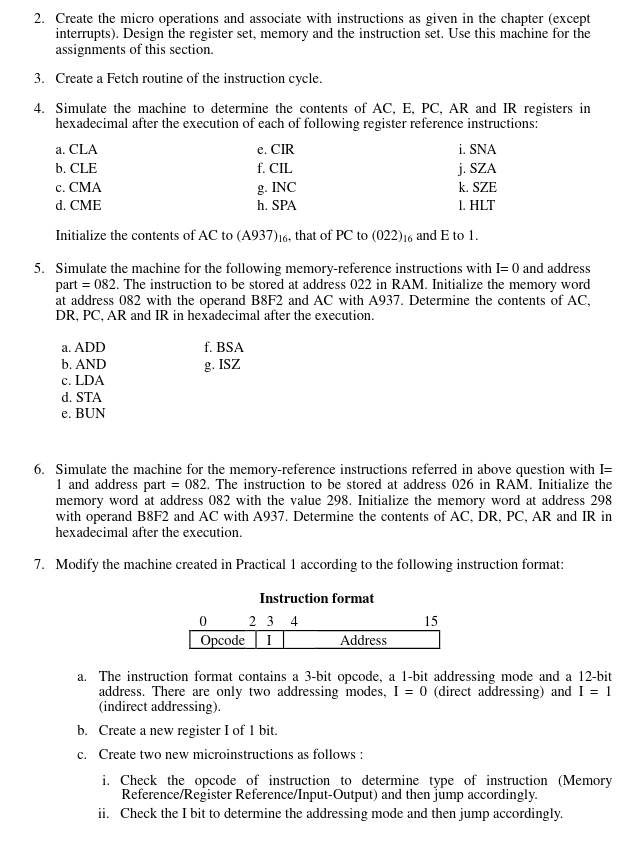 2. Create the micro operations and associate with instructions as given in the chapter (except
interrupts). Design the register set, memory and the instruction set. Use this machine for the
assignments of this section.
3. Create a Fetch routine of the instruction cycle.
4. Simulate the machine to determine the contents of AC, E, PC, AR and IR registers in
hexadecimal after the execution of each of following register reference instructions:
a. CLA e. CIR i. SNA
b. CLE f. CIL j. SZA
c. CMA g. INC k. SZE
d. CME h. SPA l. HLT
Initialize the contents of AC to (A937)16, that of PC to (022)16 and E to 1.
5. Simulate the machine for the following memory-reference instructions with I= 0 and address
part = 082. The instruction to be stored at address 022 in RAM. Initialize the memory word
at address 082 with the operand B8F2 and AC with A937. Determine the contents of AC,
DR, PC, AR and IR in hexadecimal after the execution.
a. ADD f. BSA
b. AND g. ISZ
c. LDA
d. STA
e. BUN
6. Simulate the machine for the memory-reference instructions referred in above question with I=
1 and address part = 082. The instruction to be stored at address 026 in RAM. Initialize the
memory word at address 082 with the value 298. Initialize the memory word at address 298
with operand B8F2 and AC with A937. Determine the contents of AC, DR, PC, AR and IR in
hexadecimal after the execution.
7. Modify the machine created in Practical 1 according to the following instruction format:
Instruction format
0 2 3 4 15
Opcode I Address
a. The instruction format contains a 3-bit opcode, a 1-bit addressing mode and a 12-bit
address. There are only two addressing modes, I = 0 (direct addressing) and I = 1
(indirect addressing).
b. Create a new register I of 1 bit.
c. Create two new microinstructions as follows :
i. Check the opcode of instruction to determine type of instruction (Memory
Reference/Register Reference/Input-Output) and then jump accordingly.
ii. Check the I bit to determine the addressing mode and then jump accordingly.